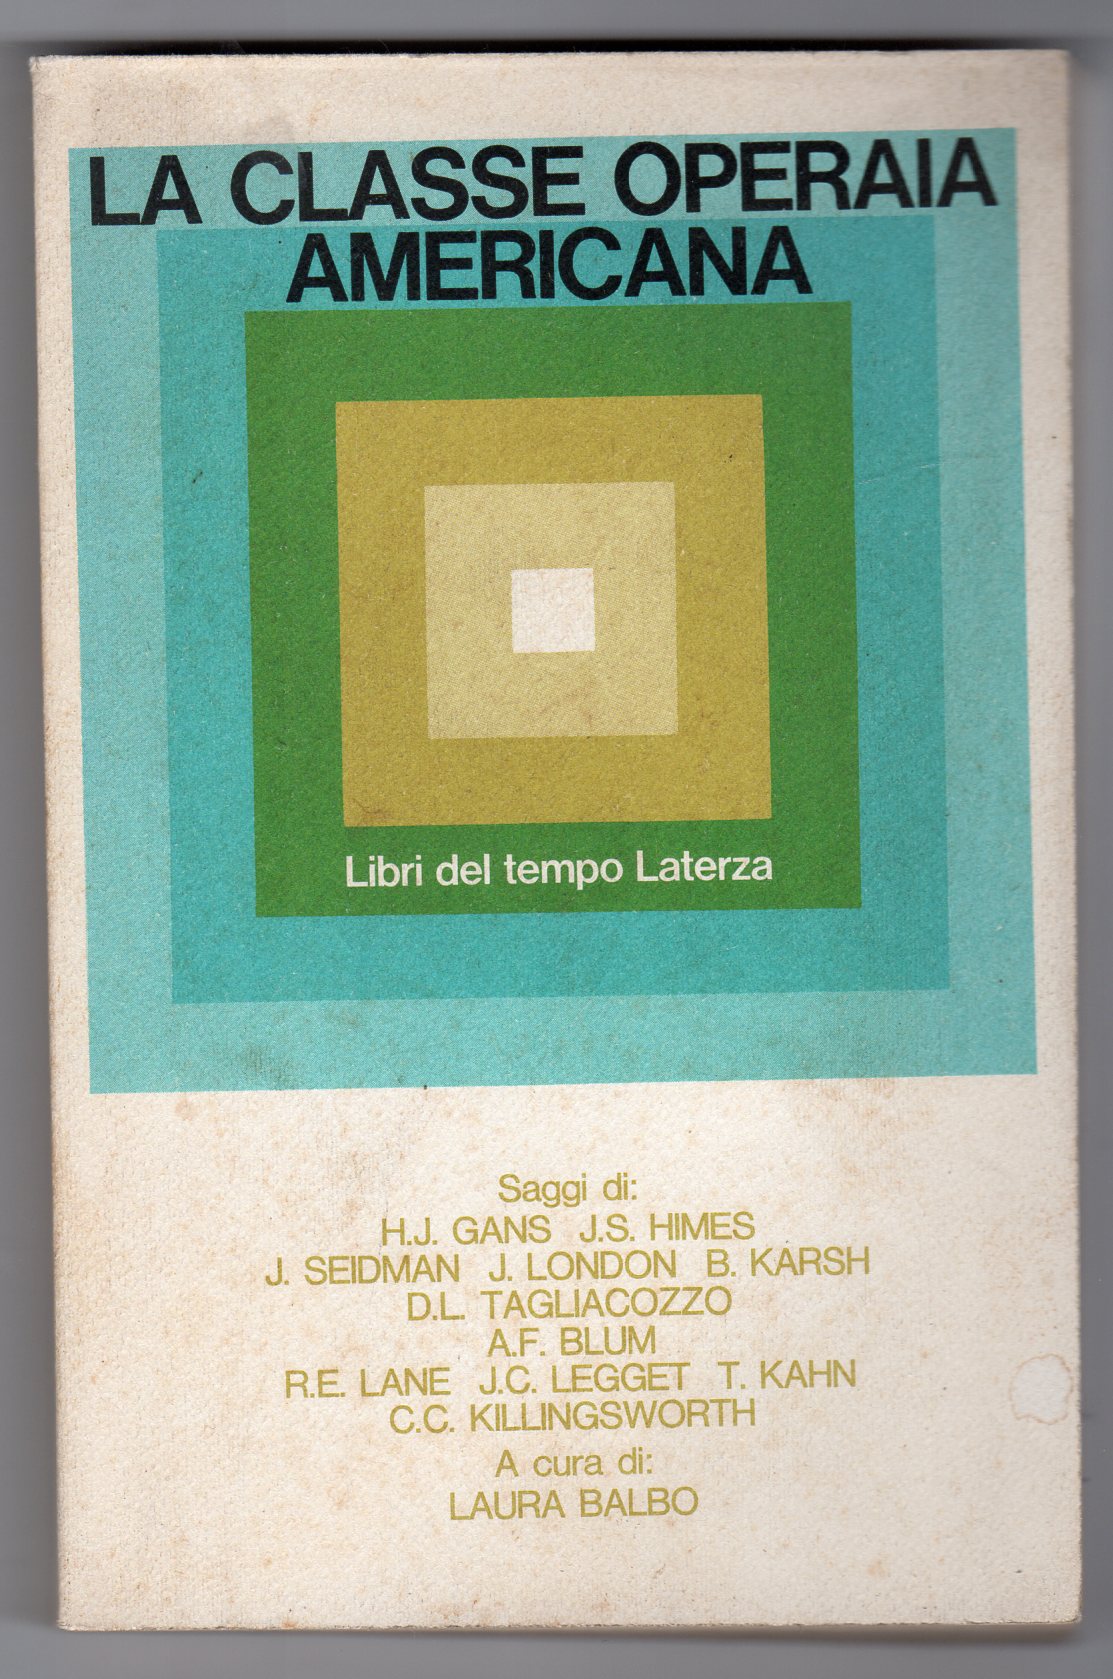 LA CLASSE OPERAIA
AMERICANA
Libri del tempo Laterza
Saggi di:
H.J. GANS J.S. HIMES
J. SEIDMAN J. LONDON B. KARSH
D.L. TAGLIACOZZO
A.F. BLUM
R.E. LANE J.C. LEGGET T. KAHN
C.C. KILLINGSWORTH
A cura di:
LAURA BALBO